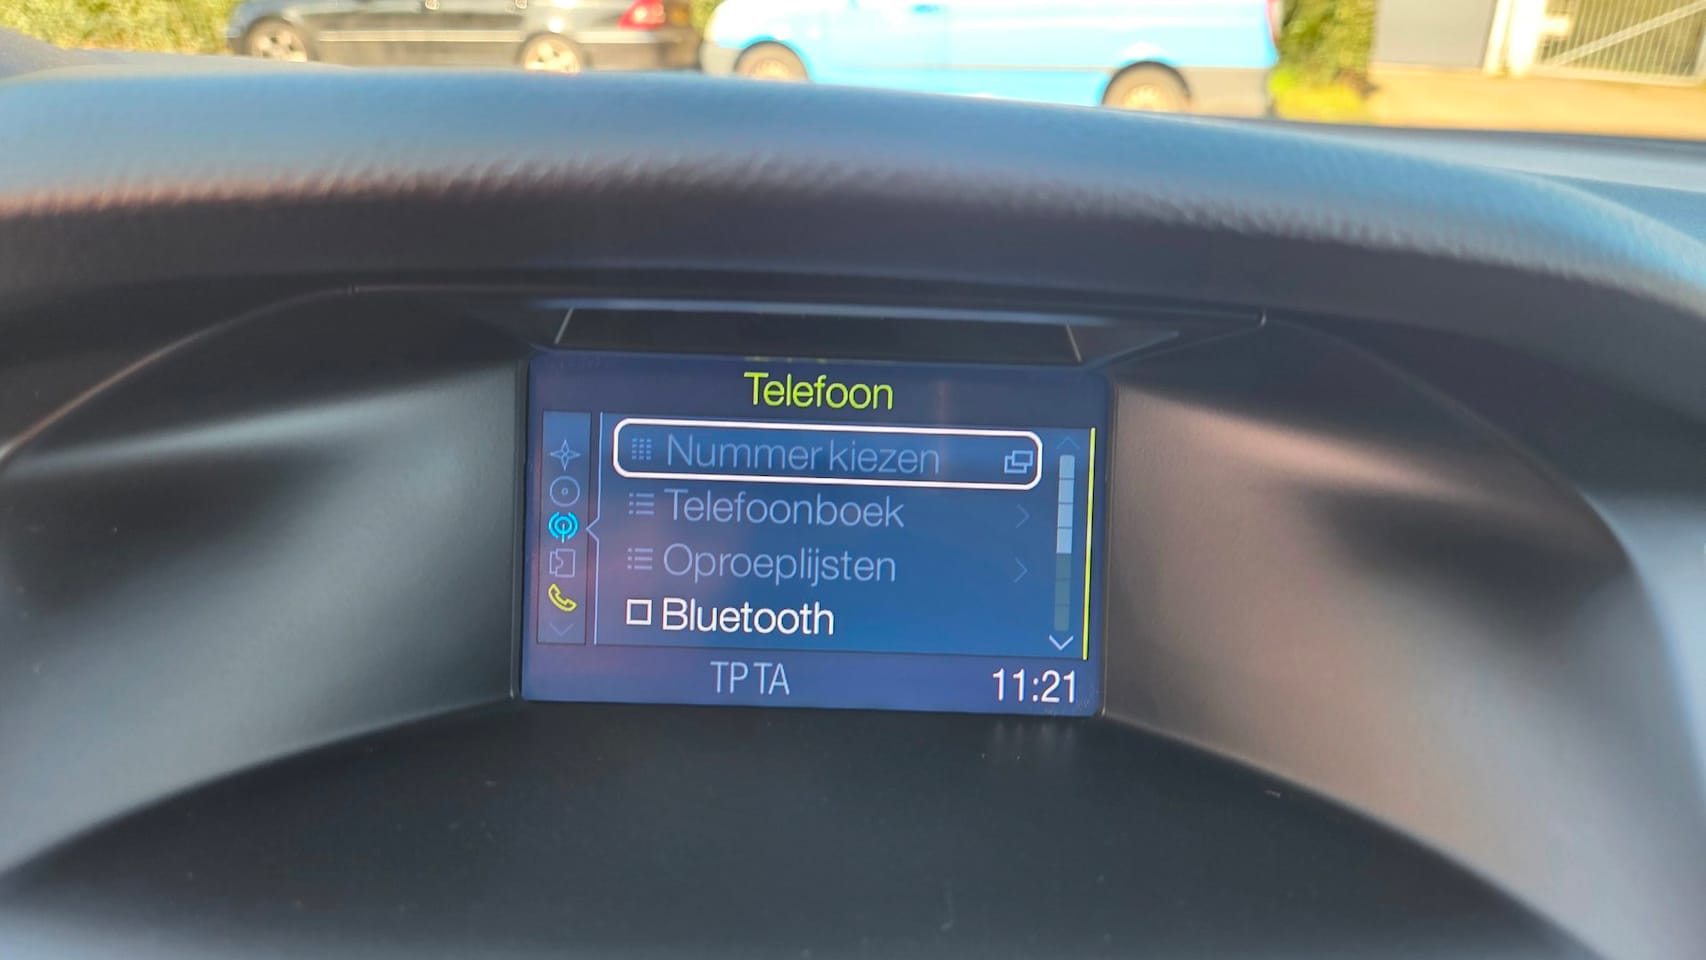 Telefoon
Nummer kiezen
Telefoonboek
Oproeplijsten
Bluetooth
TP TA
11:21